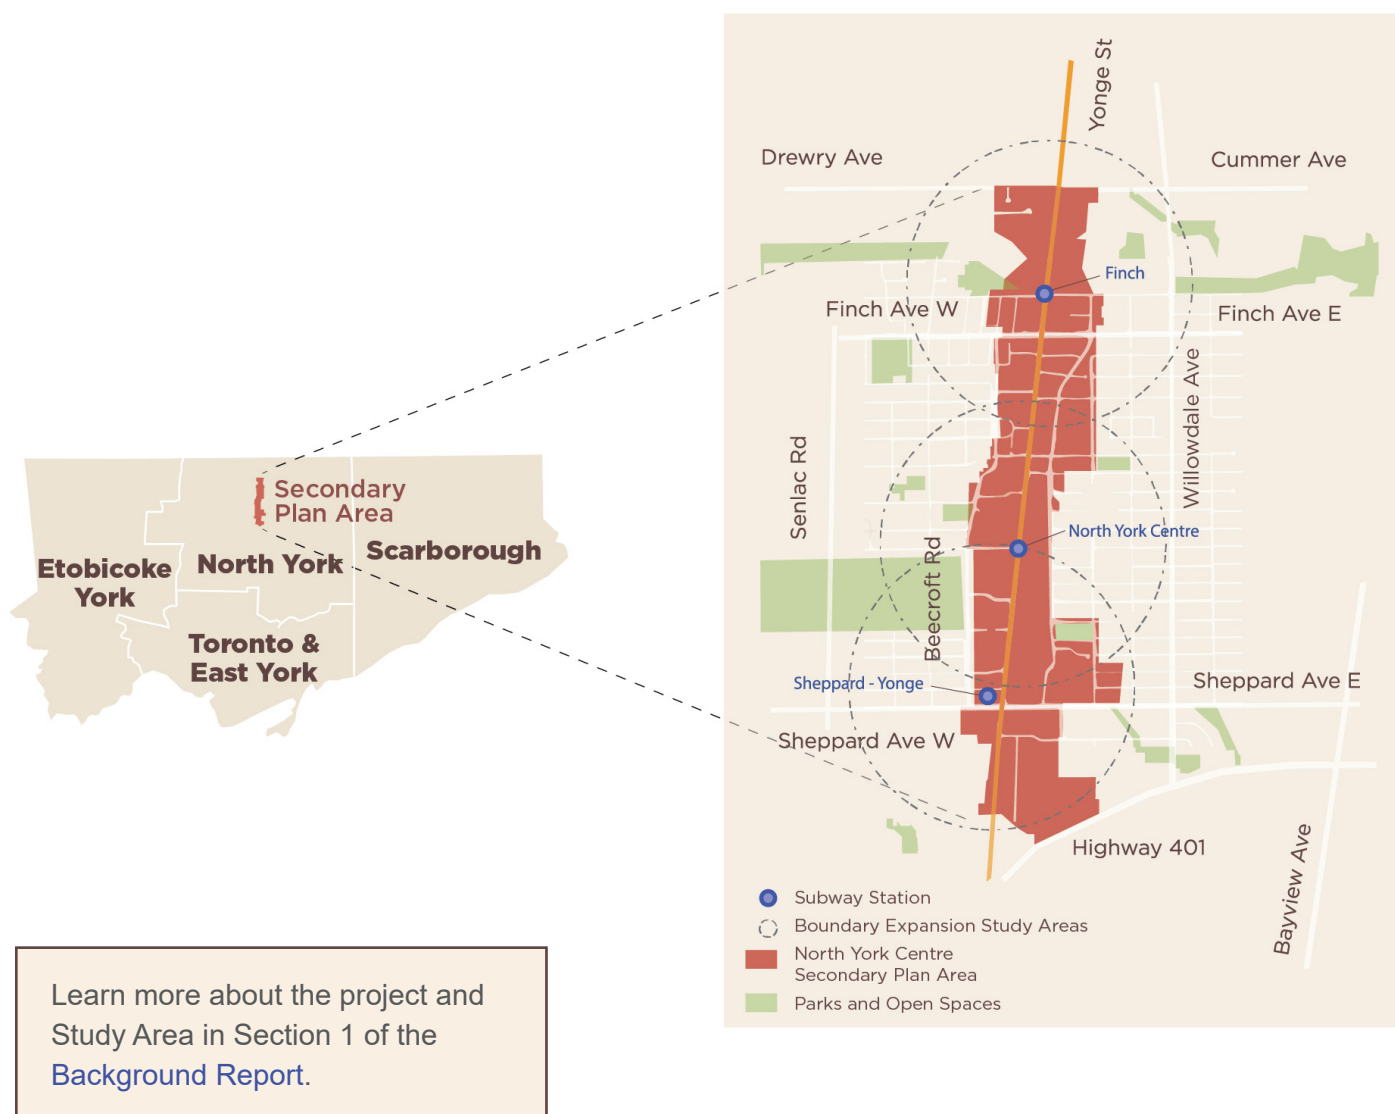 Yonge St
Drewry Ave
Cummer Ave
Finch
Finch Ave W
Finch Ave E
Willowdale Ave
Senlac Rd
North York Centre
Beecroft Rd
Sheppard - Yonge
Sheppard Ave E
Sheppard Ave W
Highway 401
Bayview Ave
Subway Station
Boundary Expansion Study Areas
North York Centre
Secondary Plan Area
Parks and Open Spaces
Secondary
Plan Area
Etobicoke
York
North York
Scarborough
Toronto &
East York
Learn more about the project and
Study Area in Section 1 of the
Background Report.